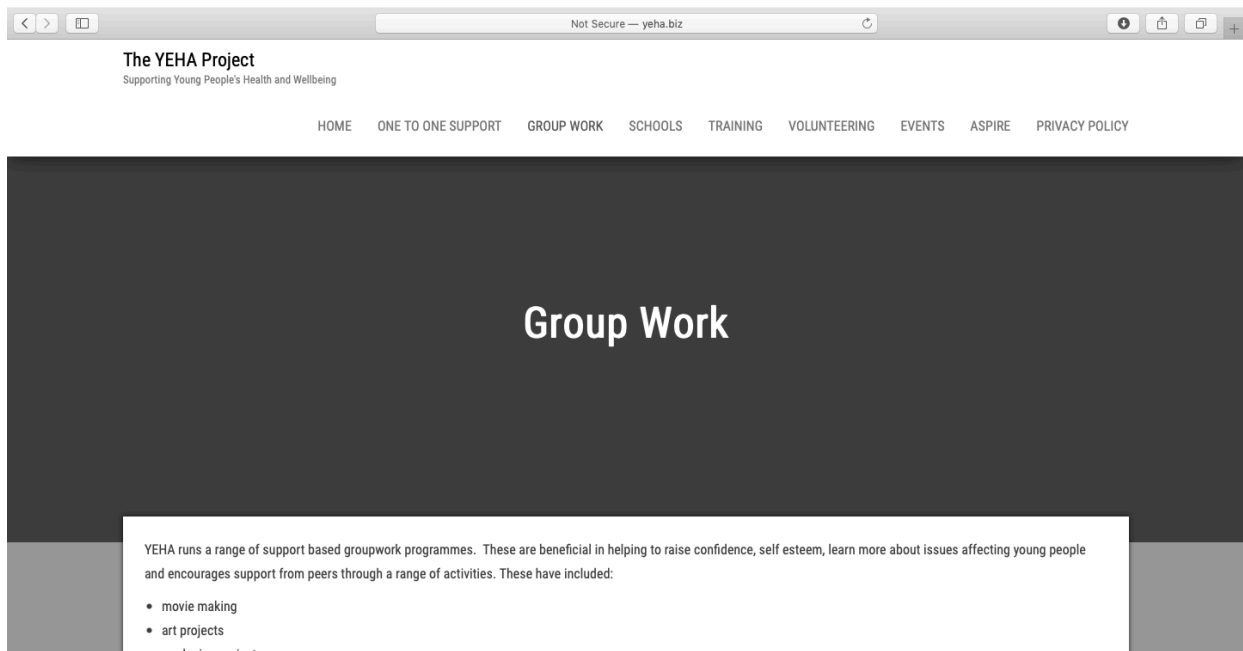 Not Secure — yeha.biz
The YEHA Project
Supporting Young People's Health and Wellbeing
HOME ONE TO ONE SUPPORT GROUP WORK SCHOOLS TRAINING VOLUNTEERING EVENTS ASPIRE PRIVACY POLICY
Group Work
YEHA runs a range of support based groupwork programmes. These are beneficial in helping to raise confidence, self esteem, learn more about issues affecting young people
and encourages support from peers through a range of activities. These have included:
• movie making
• art projects